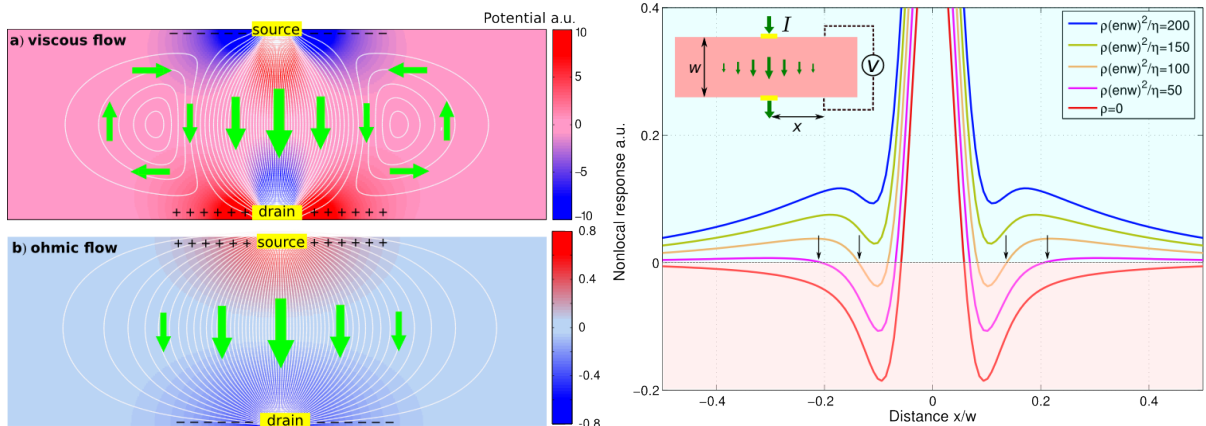 Potential a.u.
a) viscous flow
source
− − − − − − − − − − − −
10
5
0
−5
−10
+ + + + + + drain + + + + + +
b) ohmic flow
+ + + + + + source + + + + + +
0.8
0.4
0
-0.4
-0.8
drain
Nonlocal response a.u.
0.4
0.2
0
−0.2
−0.4
−0.2
0
0.2
0.4
Distance x/w
I
w
V
x
ρ(enw)²/η=200
ρ(enw)²/η=150
ρ(enw)²/η=100
ρ(enw)²/η=50
ρ=0